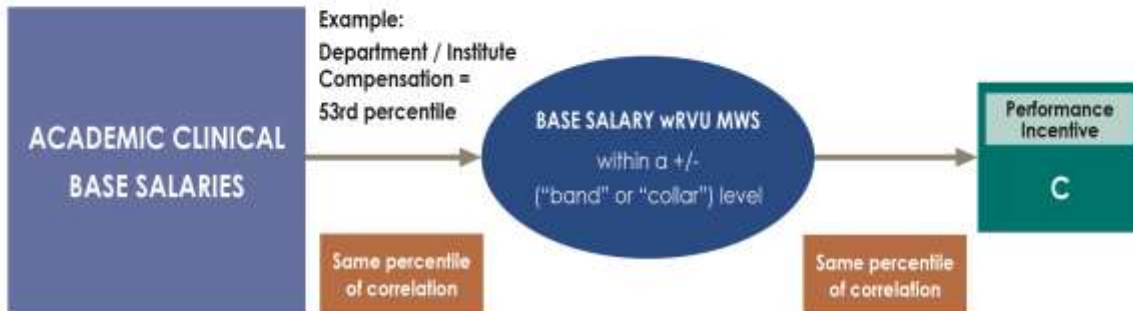 ACADEMIC CLINICAL
BASE SALARIES
Example:
Department / Institute
Compensation =
53rd percentile
Same percentile
of correlation
BASE SALARY wRVU MWS
within a +/-
("band" or "collar") level
Same percentile
of correlation
Performance
Incentive
C